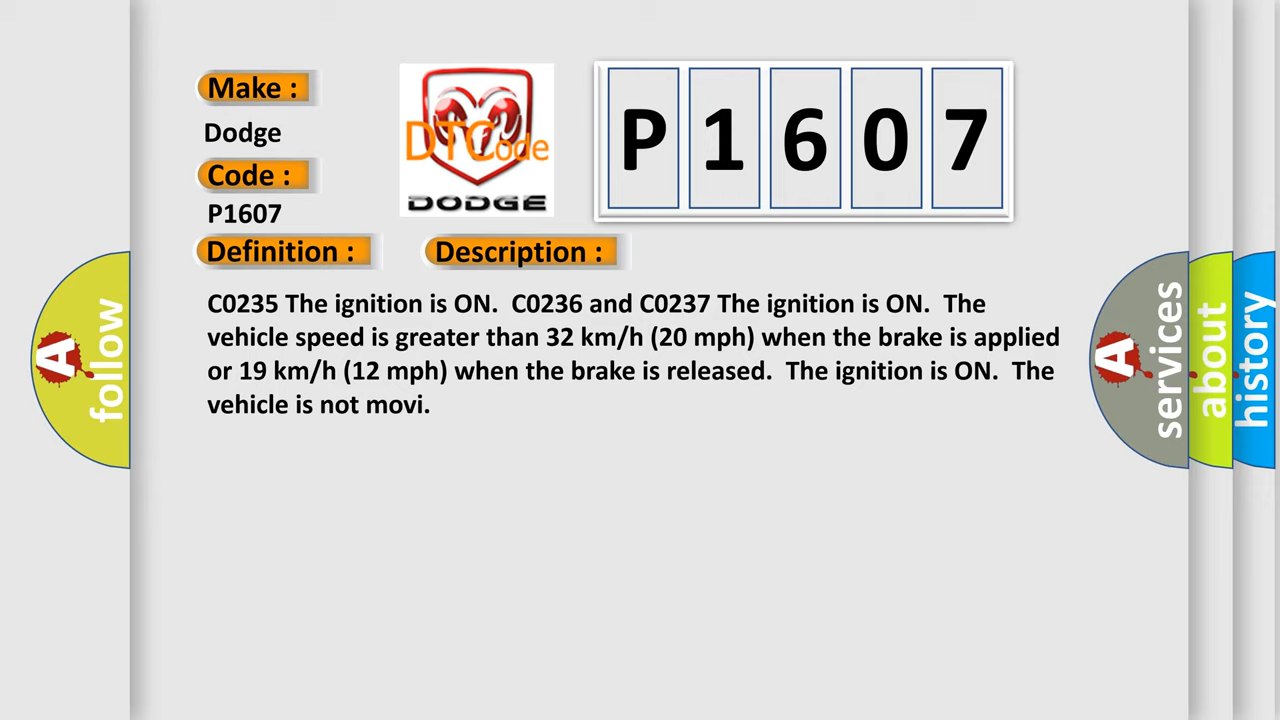 Make :
Dodge
Code :
P1607
DTCode
DODGE
P 1 6 0 7
Definition :
Description :
C0235 The ignition is ON. C0236 and C0237 The ignition is ON. The
vehicle speed is greater than 32 km/h (20 mph) when the brake is applied
or 19 km/h (12 mph) when the brake is released. The ignition is ON. The
vehicle is not movi.
A follow
A services
about
history